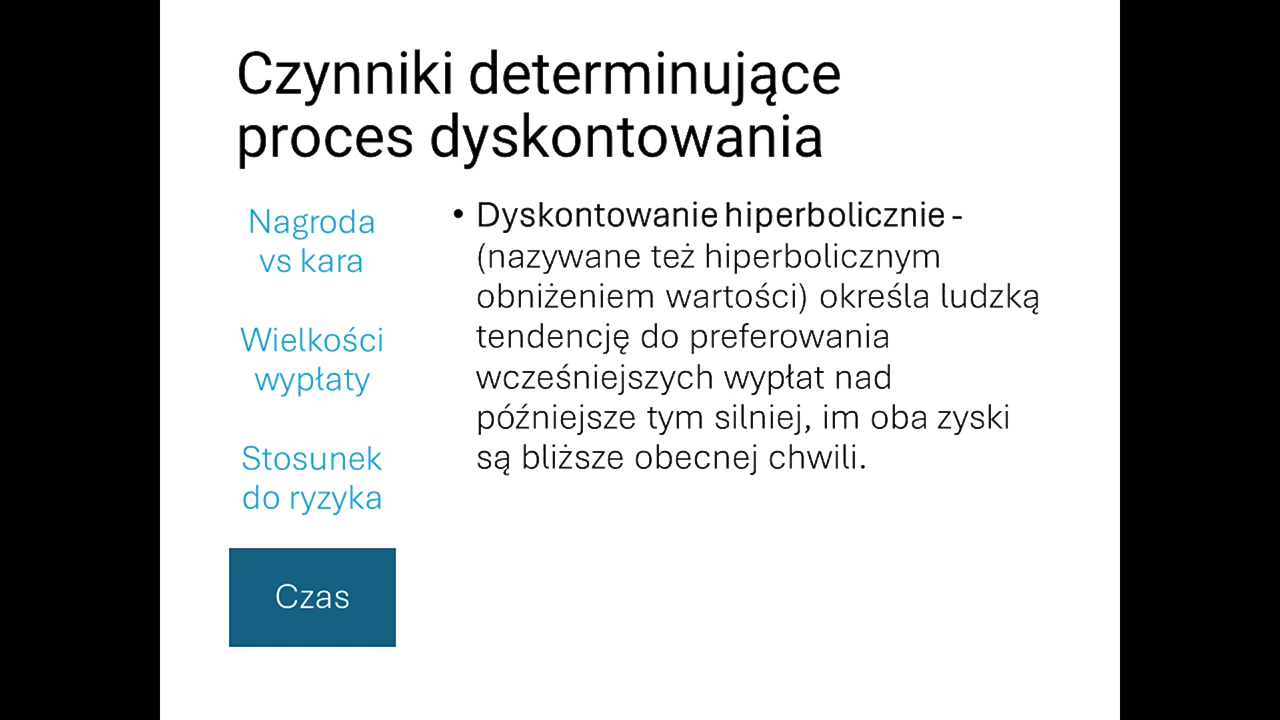 Czynniki determinujące
proces dyskontowania
Nagroda
vs kara
Wielkości
wypłaty
Stosunek
do ryzyka
Czas
• Dyskontowanie hiperbolicznie -
(nazywane też hiperbolicznym
obniżeniem wartości) określa ludzką
tendencję do preferowania
wcześniejszych wypłat nad
późniejsze tym silniej, im oba zyski
są bliższe obecnej chwili.